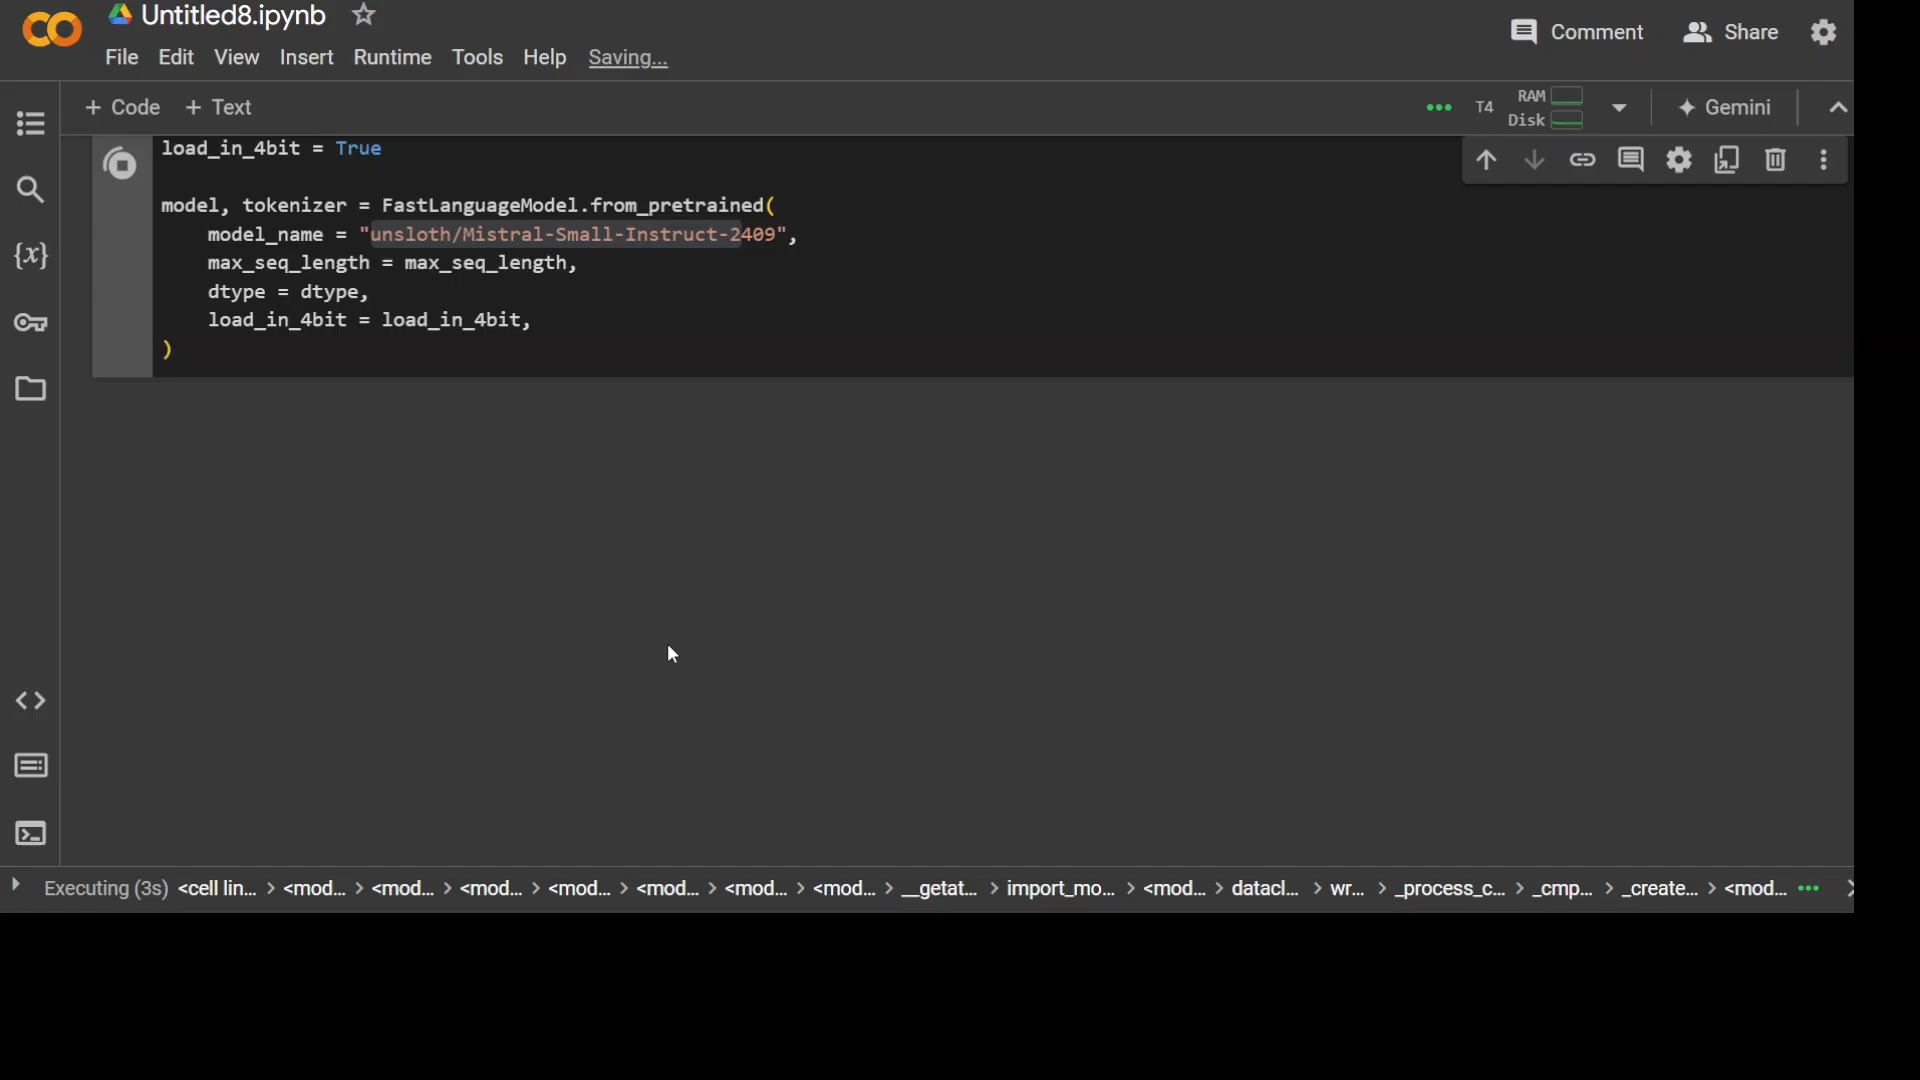 Untitled8.ipynb
File Edit View Insert Runtime Tools Help Saving...
Comment Share
+ Code + Text
T4 RAM Disk Gemini
load_in_4bit = True
model, tokenizer = FastLanguageModel.from_pretrained(
model_name = "unsloth/Mistral-Small-Instruct-2409",
max_seq_length = max_seq_length,
dtype = dtype,
load_in_4bit = load_in_4bit,
)
{x}
Executing (3s) <cell lin... > <mod... > <mod... > <mod... > <mod... > <mod... > <mod... > <mod... > __getat... > import_mo... > <mod... > datacl... > wr... > _process_c... > _cmp... > _create... > <mod...